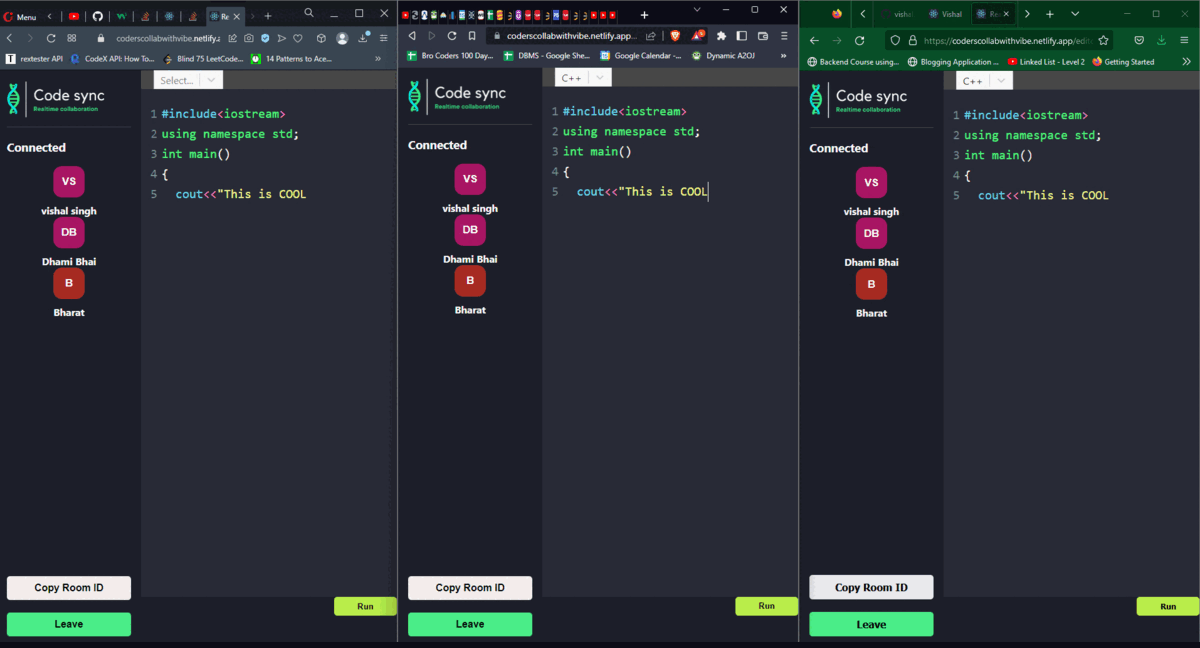 Menu
Re
coderscollabwithvibe.netlify.a
rextester API
CodeX API: How To...
Blind 75 LeetCode...
14 Patterns to Ace...
»
Code sync
Realtime collaboration
Connected
VS
vishal singh
DB
Dhami Bhai
B
Bharat
Copy Room ID
Leave
Select...
1 #include<iostream>
2 using namespace std;
3 int main()
4 {
5 cout<<"This is COOL
Run
coderscollabwithvibe.netlify.app...
Bro Coders 100 Day...
DBMS - Google She...
Google Calendar -...
Dynamic A2OJ
»
Code sync
Realtime collaboration
Connected
VS
vishal singh
DB
Dhami Bhai
B
Bharat
Copy Room ID
Leave
C++
1 #include<iostream>
2 using namespace std;
3 int main()
4 {
5 cout<<"This is COOL
Run
vishal
Vishal
Re
https://coderscollabwithvibe.netlify.app/edit
Backend Course using...
Blogging Application ...
Linked List - Level 2
Getting Started
Code sync
Realtime collaboration
Connected
VS
vishal singh
DB
Dhami Bhai
B
Bharat
Copy Room ID
Leave
C++
1 #include<iostream>
2 using namespace std;
3 int main()
4 {
5 cout<<"This is COOL
Run